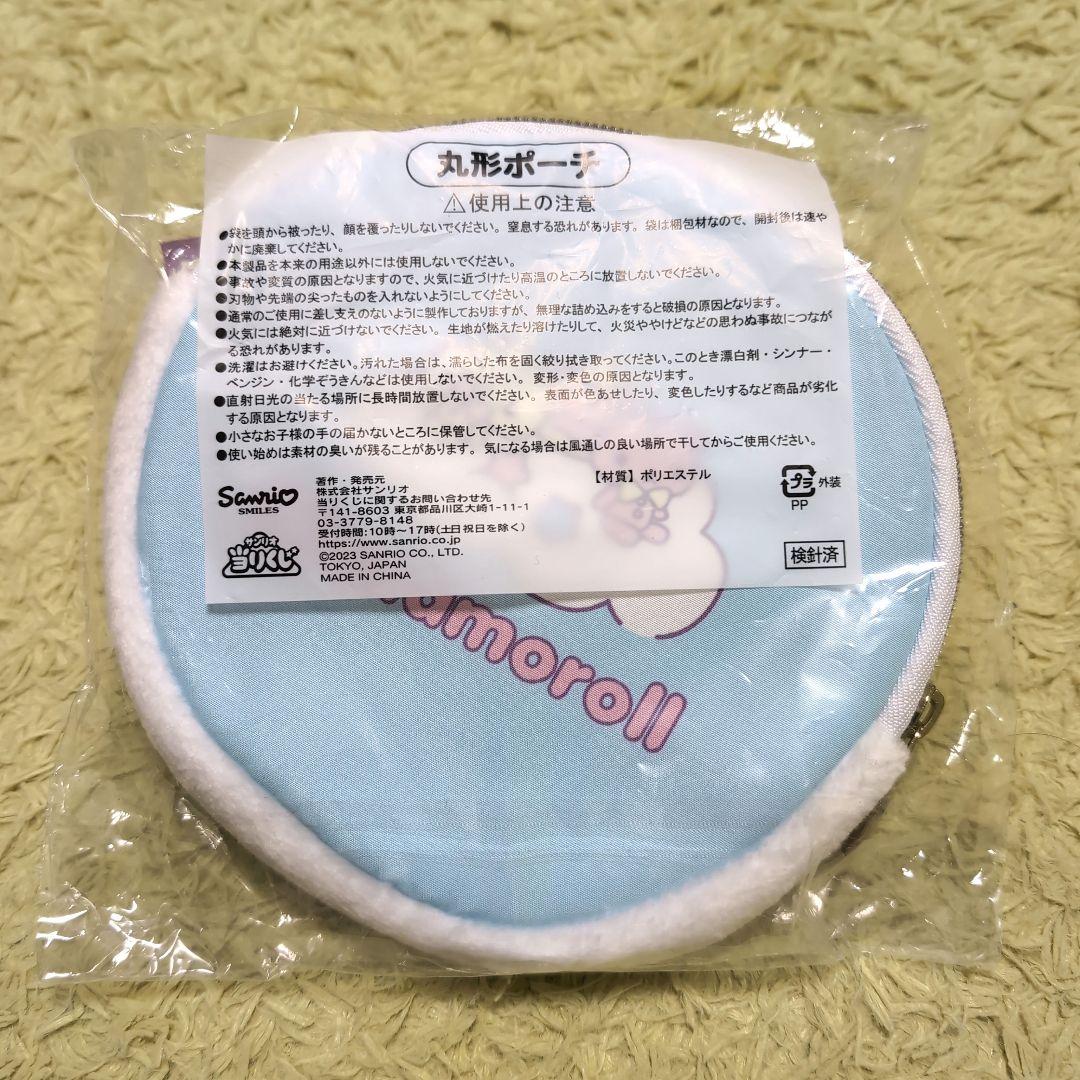 丸形ポーチ
⚠使用上の注意
●袋を頭から被ったり、顔を覆ったりしないでください。窒息する恐れがあります。袋は梱包材なので、開封後は速や
かに廃棄してください。
●本製品を本来の用途以外には使用しないでください。
●事故や変質の原因となりますので、火気に近づけたり高温のところに放置しないでください。
●刃物や先端の尖ったものを入れないようにしてください。
●通常のご使用に差し支えのないように製作しておりますが、無理な詰め込みをすると破損の原因となります。
●火気には絶対に近づけないでください。生地が燃えたり溶けたりして、火災ややけどなどの思わぬ事故につなが
る恐れがあります。
●洗濯はお避けください。汚れた場合は、濡らした布を固く絞り拭き取ってください。このとき漂白剤・シンナー・
ベンジン・化学ぞうきんなどは使用しないでください。変形・変色の原因となります。
●直射日光の当たる場所に長時間放置しないでください。表面が色あせしたり、変色したりするなど商品が劣化
する原因となります。
●小さなお子様の手の届かないところに保管してください。
●使い始めは素材の臭いが残ることがあります。気になる場合は風通しの良い場所で干してからご使用ください。
【材質】ポリエステル
プラ 外装
PP
Sanrio
SMILES
サンリオ
当りくじ
著作・発売元
株式会社サンリオ
当りくじに関するお問い合わせ先
〒141-8603 東京都品川区大崎1-11-1
03-3779-8148
受付時間:10時～17時(土日祝日を除く)
https://www.sanrio.co.jp
©2023 SANRIO CO., LTD.
TOKYO, JAPAN
MADE IN CHINA
検針済
amoroll